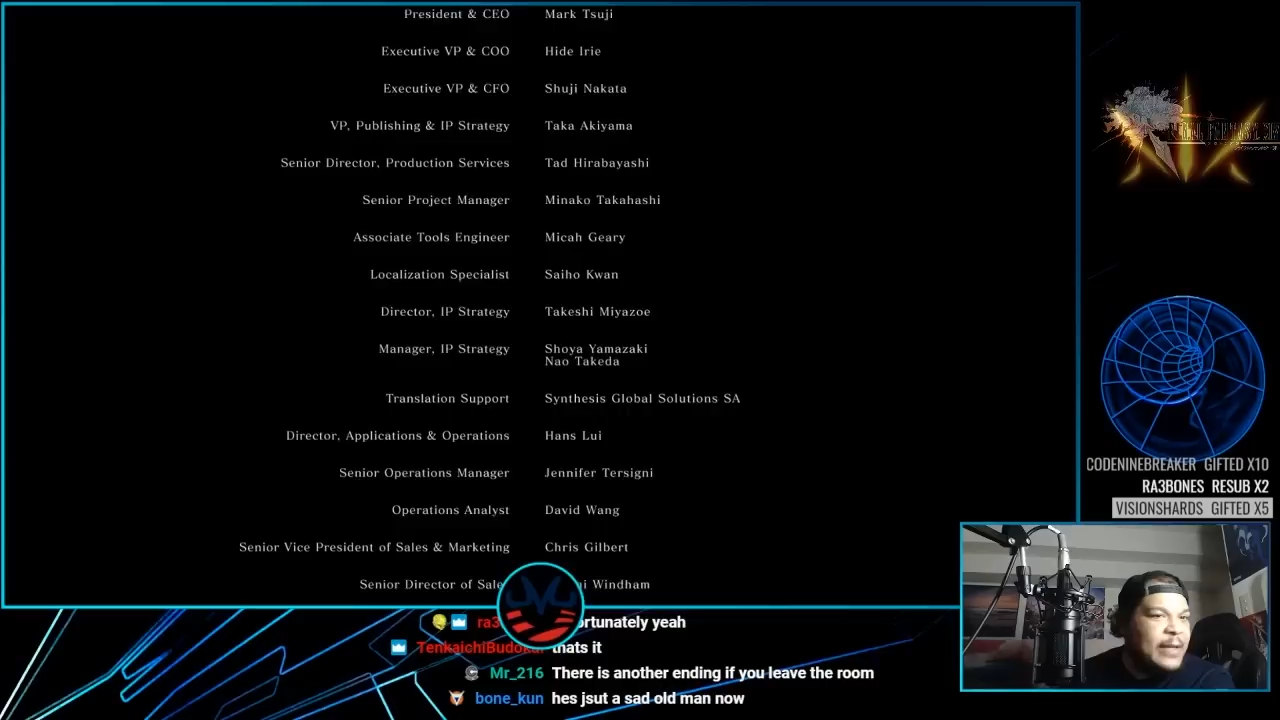 President & CEO Mark Tsuji
Executive VP & COO Hide Irie
Executive VP & CFO Shuji Nakata
VP, Publishing & IP Strategy Taka Akiyama
Senior Director, Production Services Tad Hirabayashi
Senior Project Manager Minako Takahashi
Associate Tools Engineer Micah Geary
Localization Specialist Saiho Kwan
Director, IP Strategy Takeshi Miyazoe
Manager, IP Strategy Shoya Yamazaki
Nao Takeda
Translation Support Synthesis Global Solutions SA
Director, Applications & Operations Hans Lui
Senior Operations Manager Jennifer Tersigni
Operations Analyst David Wang
Senior Vice President of Sales & Marketing Chris Gilbert
Senior Director of Windham
CODENINEBREAKER GIFTED X10
RA3BONES RESUB X2
VISIONSHARDS GIFTED X5
yeah
thats it
Mr_216 There is another ending if you leave the room
bone_kun hes jsut a sad old man now